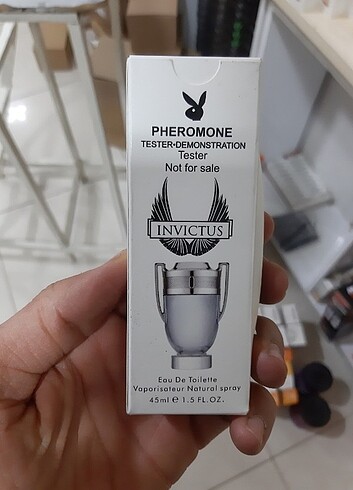 PHEROMONE
TESTER•DEMONSTRATION
Tester
Not for sale
INVICTUS
Eau De Toilette
Vaporisateur Natural spray
45ml ℮ 1.5 FL.OZ.